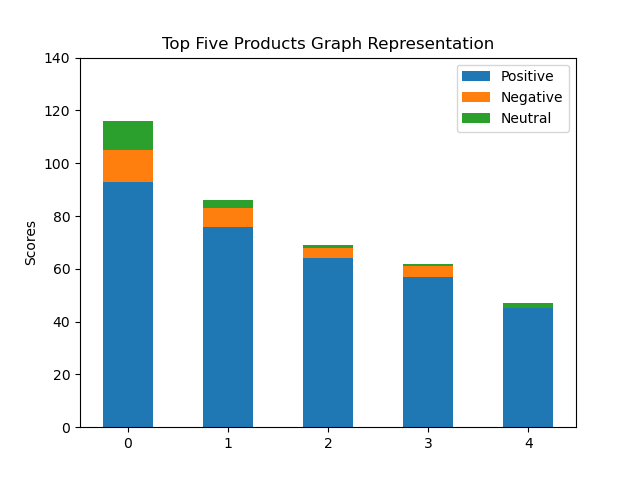 Top Five Products Graph Representation
140
120
100
80
60
40
20
0
Scores
Positive
Negative
Neutral
0 1 2 3 4